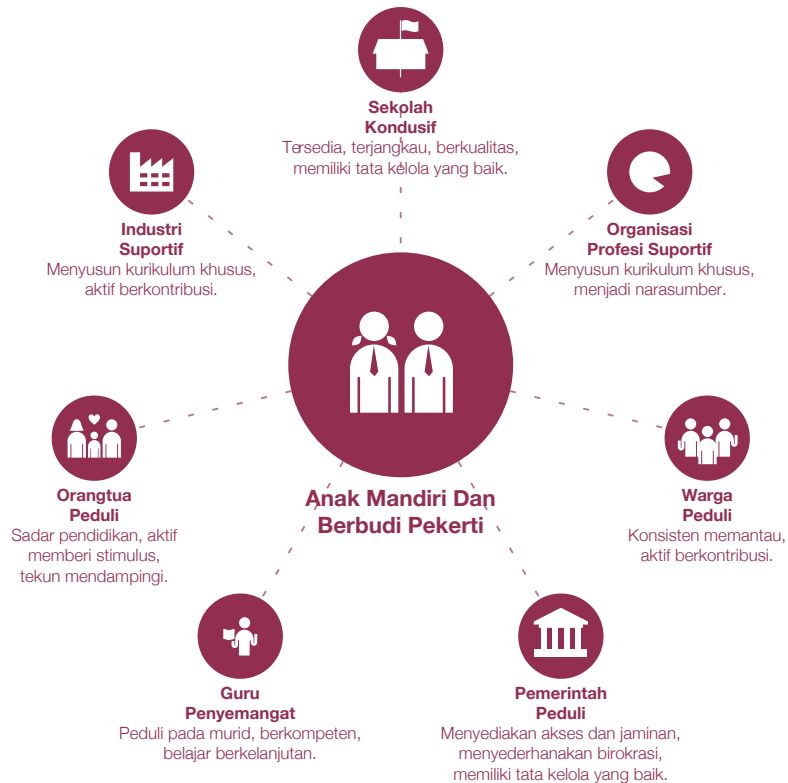 Sekolah
Kondusif
Tersedia, terjangkau, berkualitas,
memiliki tata kelola yang baik.
Industri
Suportif
Menyusun kurikulum khusus,
aktif berkontribusi.
Organisasi
Profesi Suportif
Menyusun kurikulum khusus,
menjadi narasumber.
Anak Mandiri Dan
Berbudi Pekerti
Orangtua
Peduli
Sadar pendidikan, aktif
memberi stimulus,
tekun mendampingi.
Warga
Peduli
Konsisten memantau,
aktif berkontribusi.
Guru
Penyemangat
Peduli pada murid, berkompeten,
belajar berkelanjutan.
Pemerintah
Peduli
Menyediakan akses dan jaminan,
menyederhanakan birokrasi,
memiliki tata kelola yang baik.